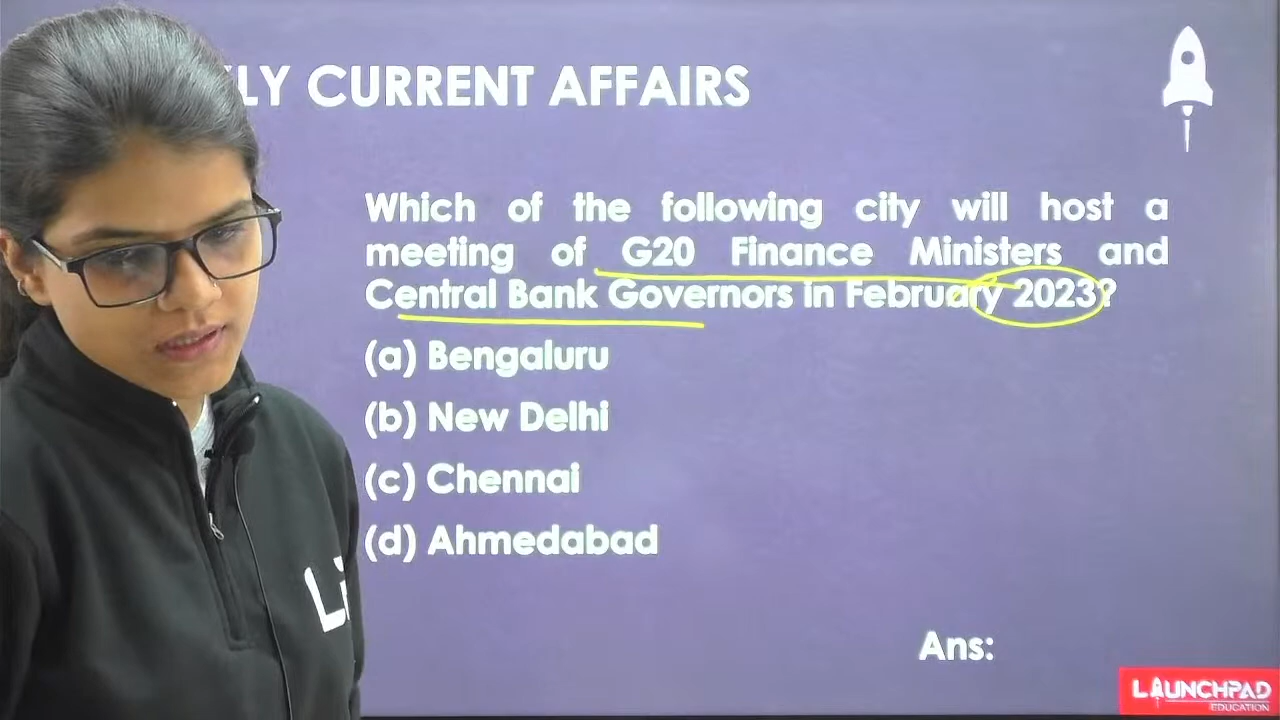 LY CURRENT AFFAIRS
Which of the following city will host a
meeting of G20 Finance Ministers and
Central Bank Governors in February 2023?
(a) Bengaluru
(b) New Delhi
(c) Chennai
(d) Ahmedabad
Ans:
LAUNCHPAD
EDUCATION